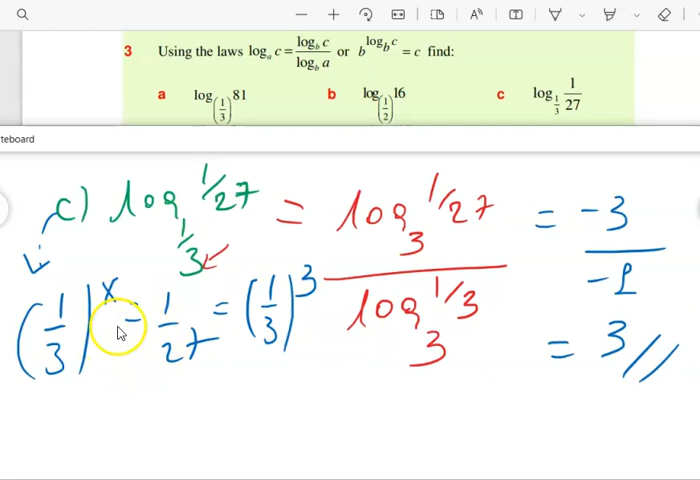 3 Using the laws logₐ c = log_b c / log_b a or b^(log_b c) = c find:
a log_(1/3) 81 b log_(1/2) 16 c log_(1/3) 1/27
teboard
c) log_(1/3) 1/27 = log_3 1/27 / log_3 1/3 = -3 / -1
(1/3)^x = 1/27 = (1/3)^3
= 3 //